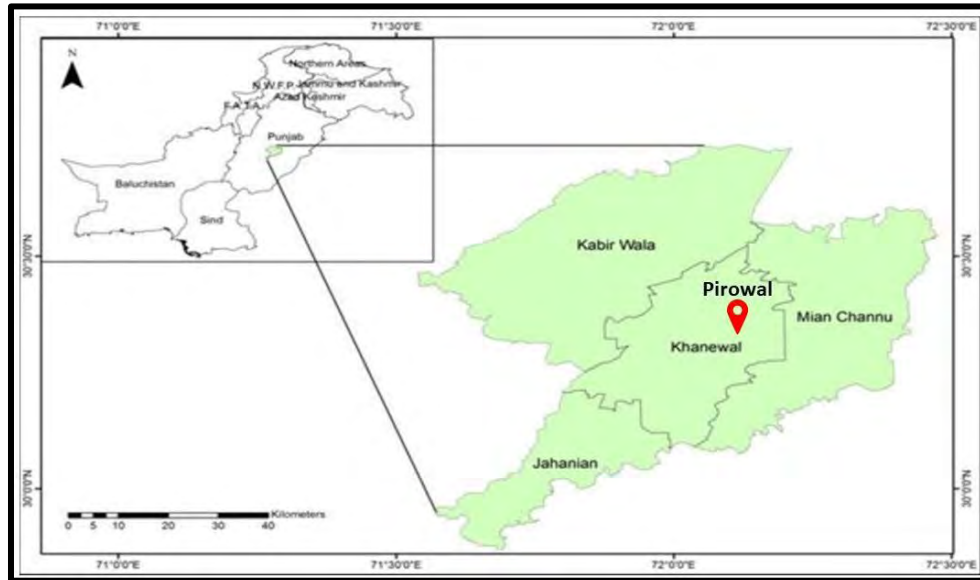 71°0'0"E 71°30'0"E 72°0'0"E 72°30'0"E
N
Northern Areas
N.W.F.P Jammu and Kashmir
Azad Kashmir
F.A.T.A.
Punjab
Baluchistan
Sind
30°30'0"N
30°30'0"N
Kabir Wala
Pirowal
Mian Channu
Khanewal
Jahanian
30°0'0"N
30°0'0"N
Kilometers
0 5 10 20 30 40
71°0'0"E 71°30'0"E 72°0'0"E 72°30'0"E